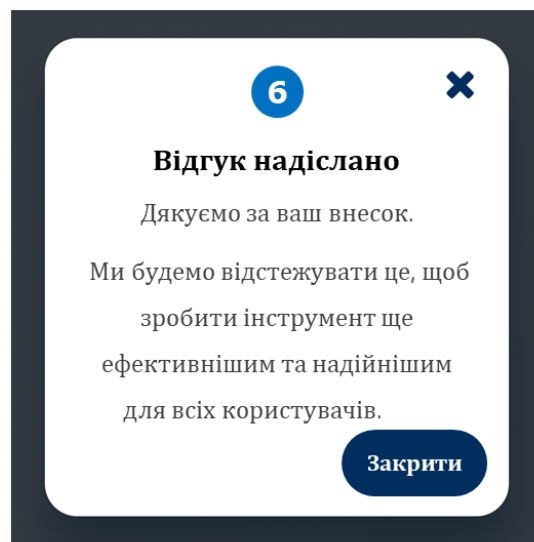 6
Відгук надіслано
Дякуємо за ваш внесок.
Ми будемо відстежувати це, щоб
зробити інструмент ще
ефективнішим та надійнішим
для всіх користувачів.
Закрити